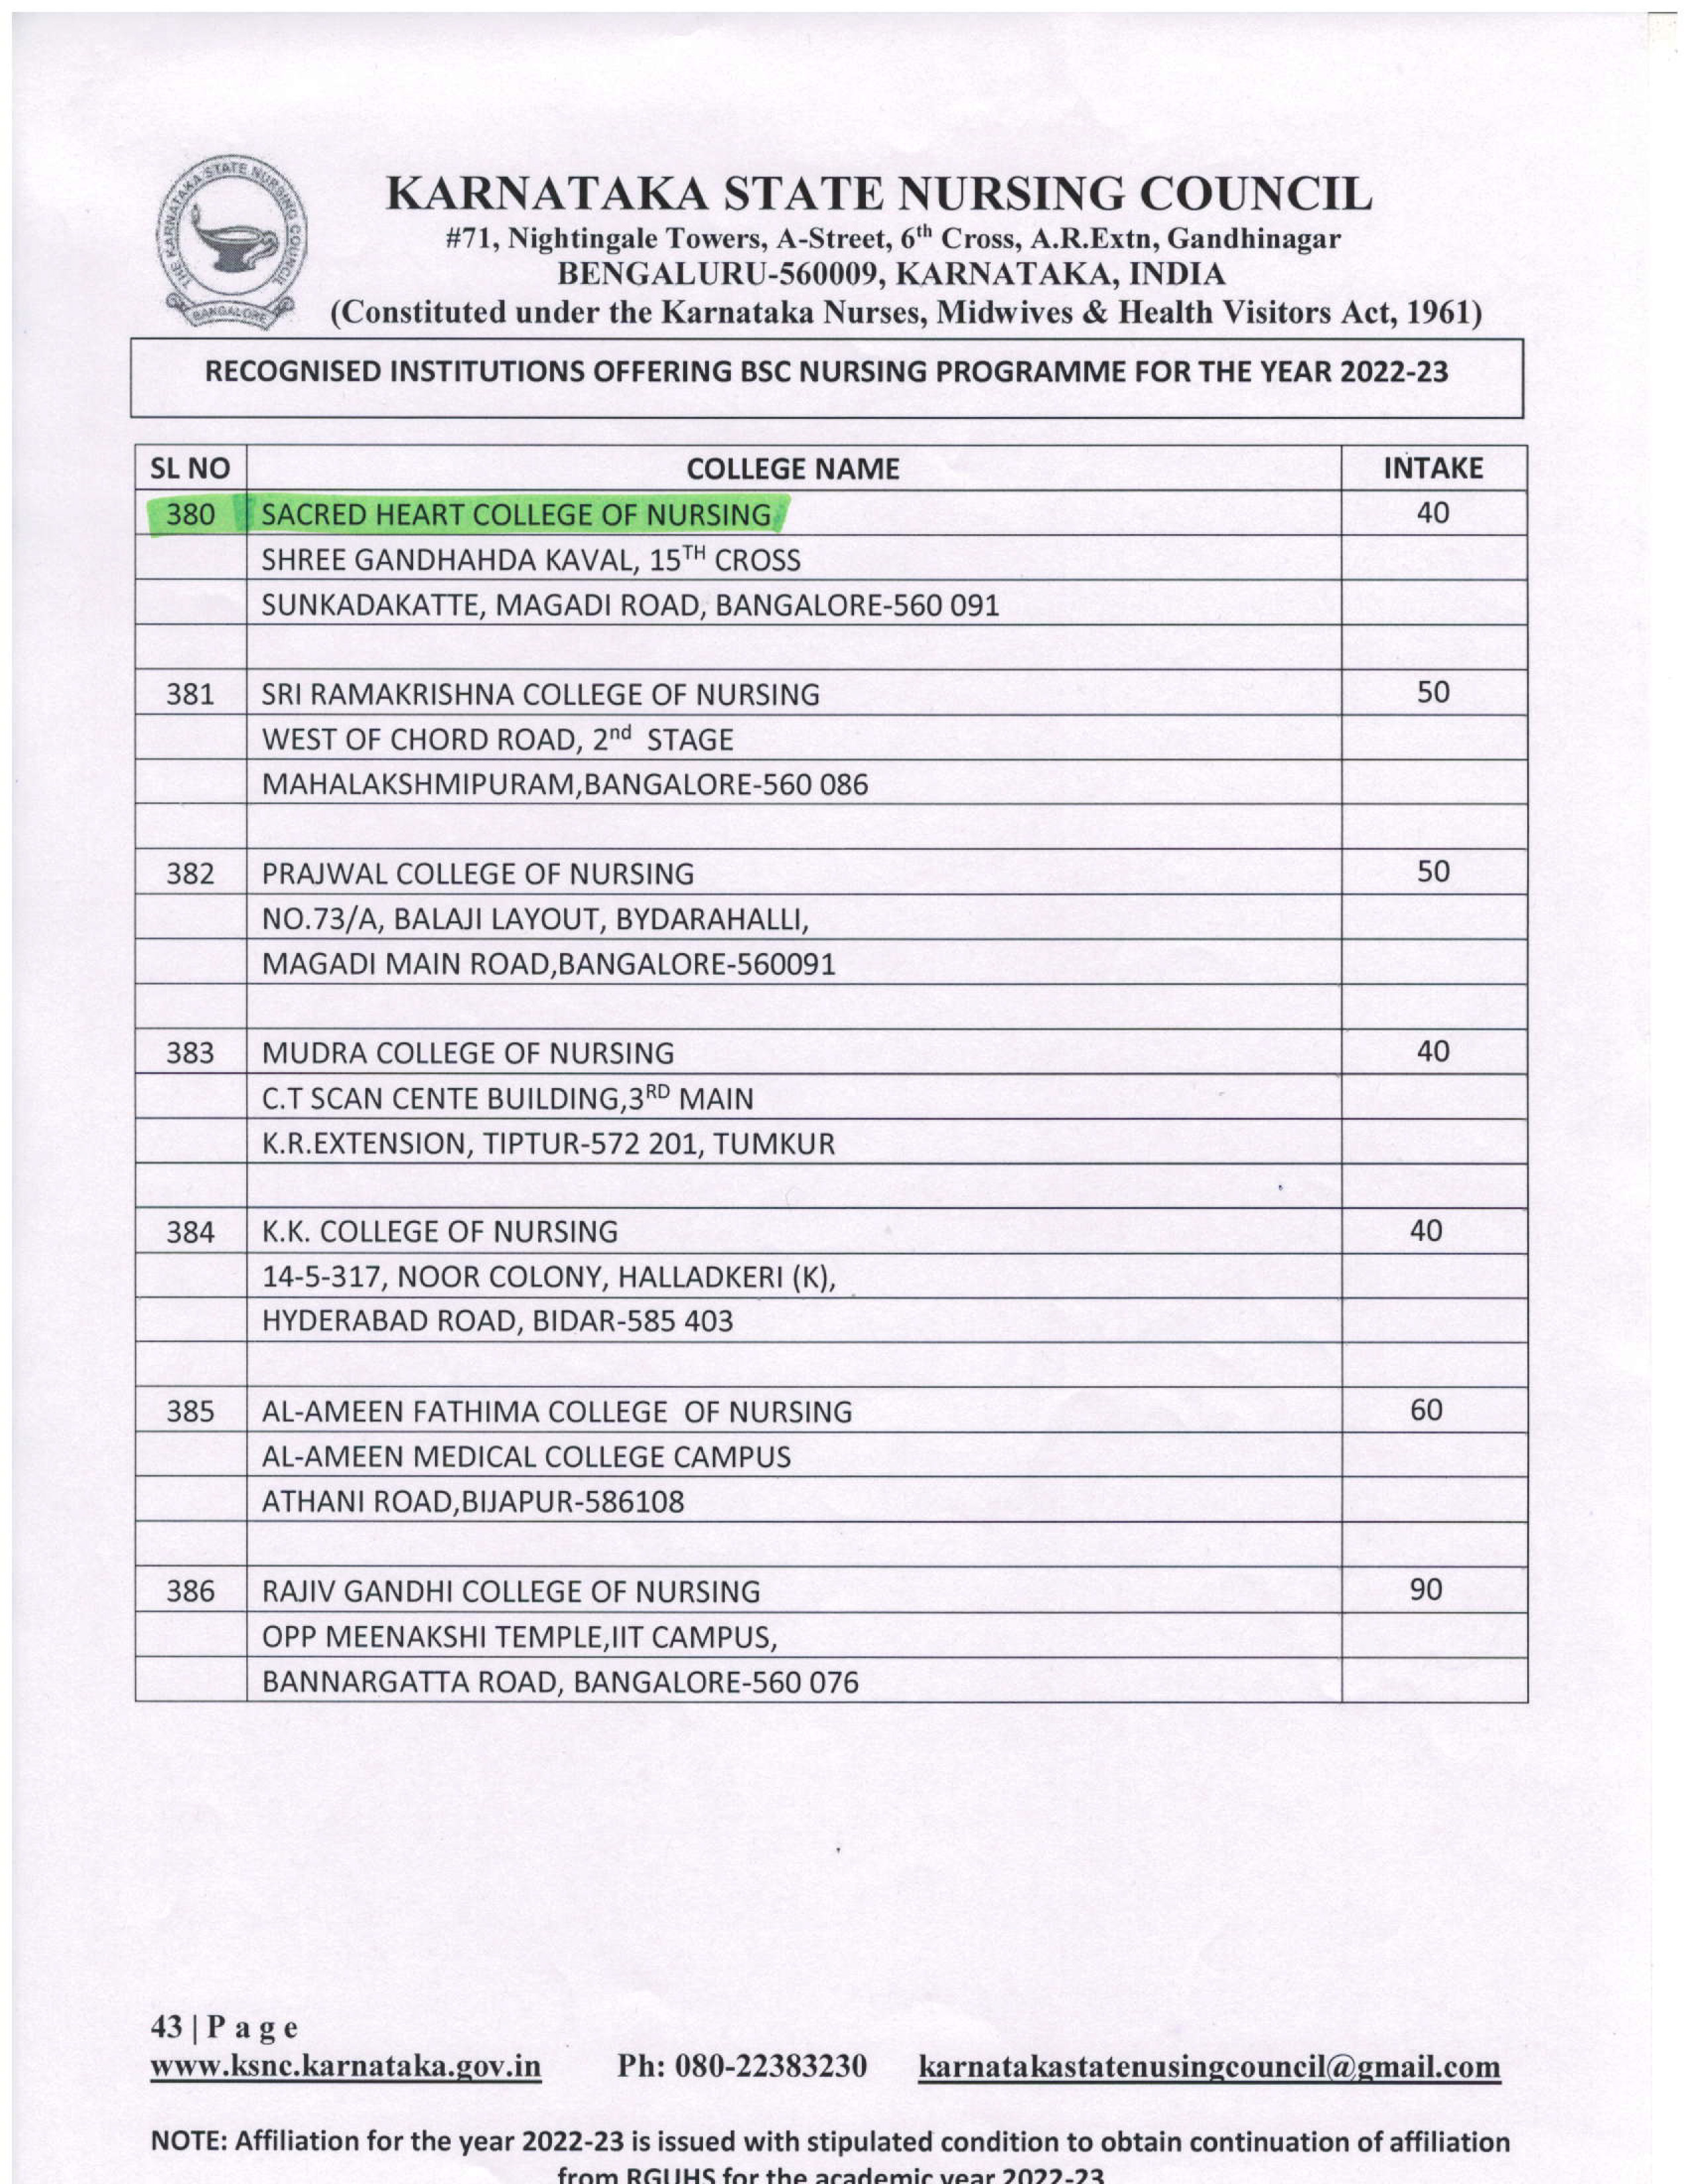 THE KARNATAKA STATE NURSING COUNCIL
BANGALORE
KARNATAKA STATE NURSING COUNCIL
#71, Nightingale Towers, A-Street, 6th Cross, A.R.Extn, Gandhinagar
BENGALURU-560009, KARNATAKA, INDIA
(Constituted under the Karnataka Nurses, Midwives & Health Visitors Act, 1961)
RECOGNISED INSTITUTIONS OFFERING BSC NURSING PROGRAMME FOR THE YEAR 2022-23
SL NO COLLEGE NAME INTAKE
380 SACRED HEART COLLEGE OF NURSING 40
SHREE GANDHAHDA KAVAL, 15TH CROSS
SUNKADAKATTE, MAGADI ROAD, BANGALORE-560 091
381 SRI RAMAKRISHNA COLLEGE OF NURSING 50
WEST OF CHORD ROAD, 2nd STAGE
MAHALAKSHMIPURAM,BANGALORE-560 086
382 PRAJWAL COLLEGE OF NURSING 50
NO.73/A, BALAJI LAYOUT, BYDARAHALLI,
MAGADI MAIN ROAD,BANGALORE-560091
383 MUDRA COLLEGE OF NURSING 40
C.T SCAN CENTE BUILDING,3RD MAIN
K.R.EXTENSION, TIPTUR-572 201, TUMKUR
384 K.K. COLLEGE OF NURSING 40
14-5-317, NOOR COLONY, HALLADKERI (K),
HYDERABAD ROAD, BIDAR-585 403
385 AL-AMEEN FATHIMA COLLEGE OF NURSING 60
AL-AMEEN MEDICAL COLLEGE CAMPUS
ATHANI ROAD,BIJAPUR-586108
386 RAJIV GANDHI COLLEGE OF NURSING 90
OPP MEENAKSHI TEMPLE,IIT CAMPUS,
BANNARGATTA ROAD, BANGALORE-560 076
43 | P a g e
www.ksnc.karnataka.gov.in Ph: 080-22383230 karnatakastatenusingcouncil@gmail.com
NOTE: Affiliation for the year 2022-23 is issued with stipulated condition to obtain continuation of affiliation
from RGUHS for the academic year 2022-23